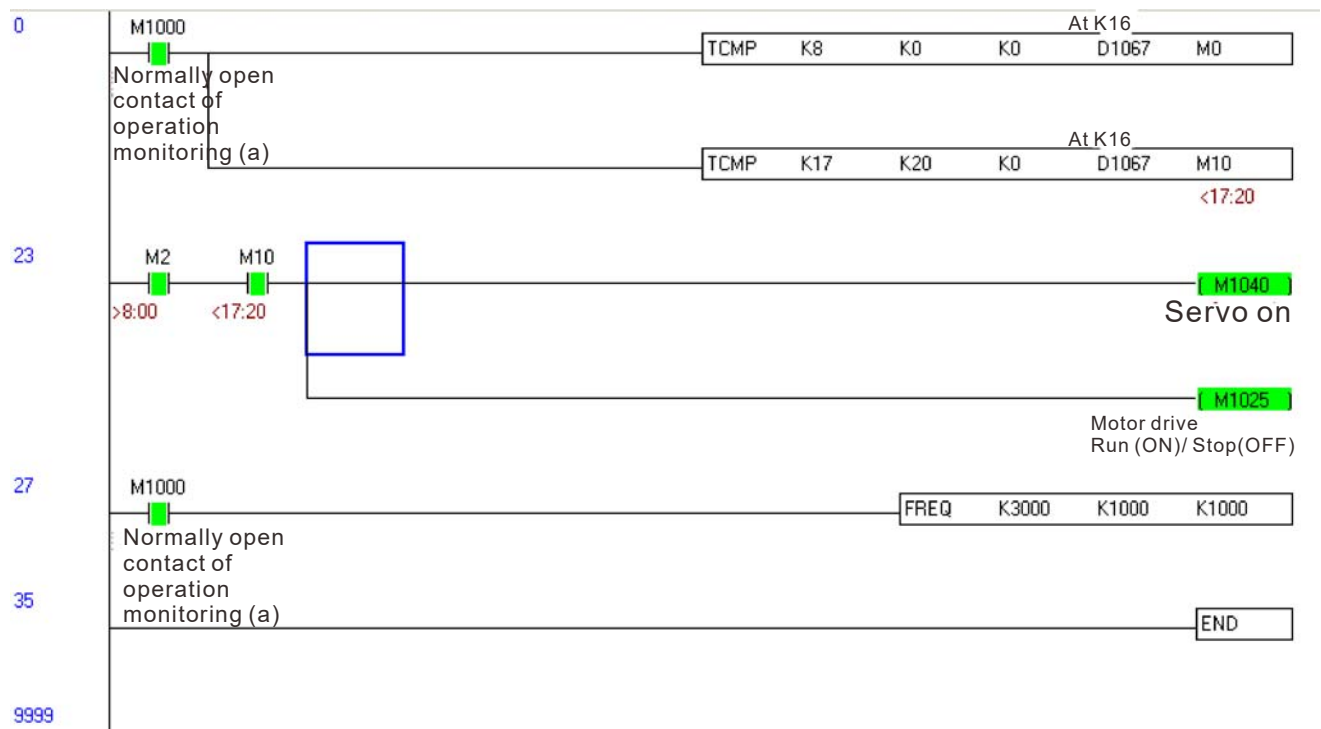 0
M1000
At K16
TCMP K8 K0 K0 D1067 M0
Normally open
contact of
operation
monitoring (a)
At K16
TCMP K17 K20 K0 D1067 M10
<17:20
23
M2 M10
( M1040 )
>8:00 <17:20
Servo on
( M1025 )
Motor drive
Run (ON)/ Stop(OFF)
27
M1000
FREQ K3000 K1000 K1000
Normally open
contact of
operation
monitoring (a)
35
END
9999